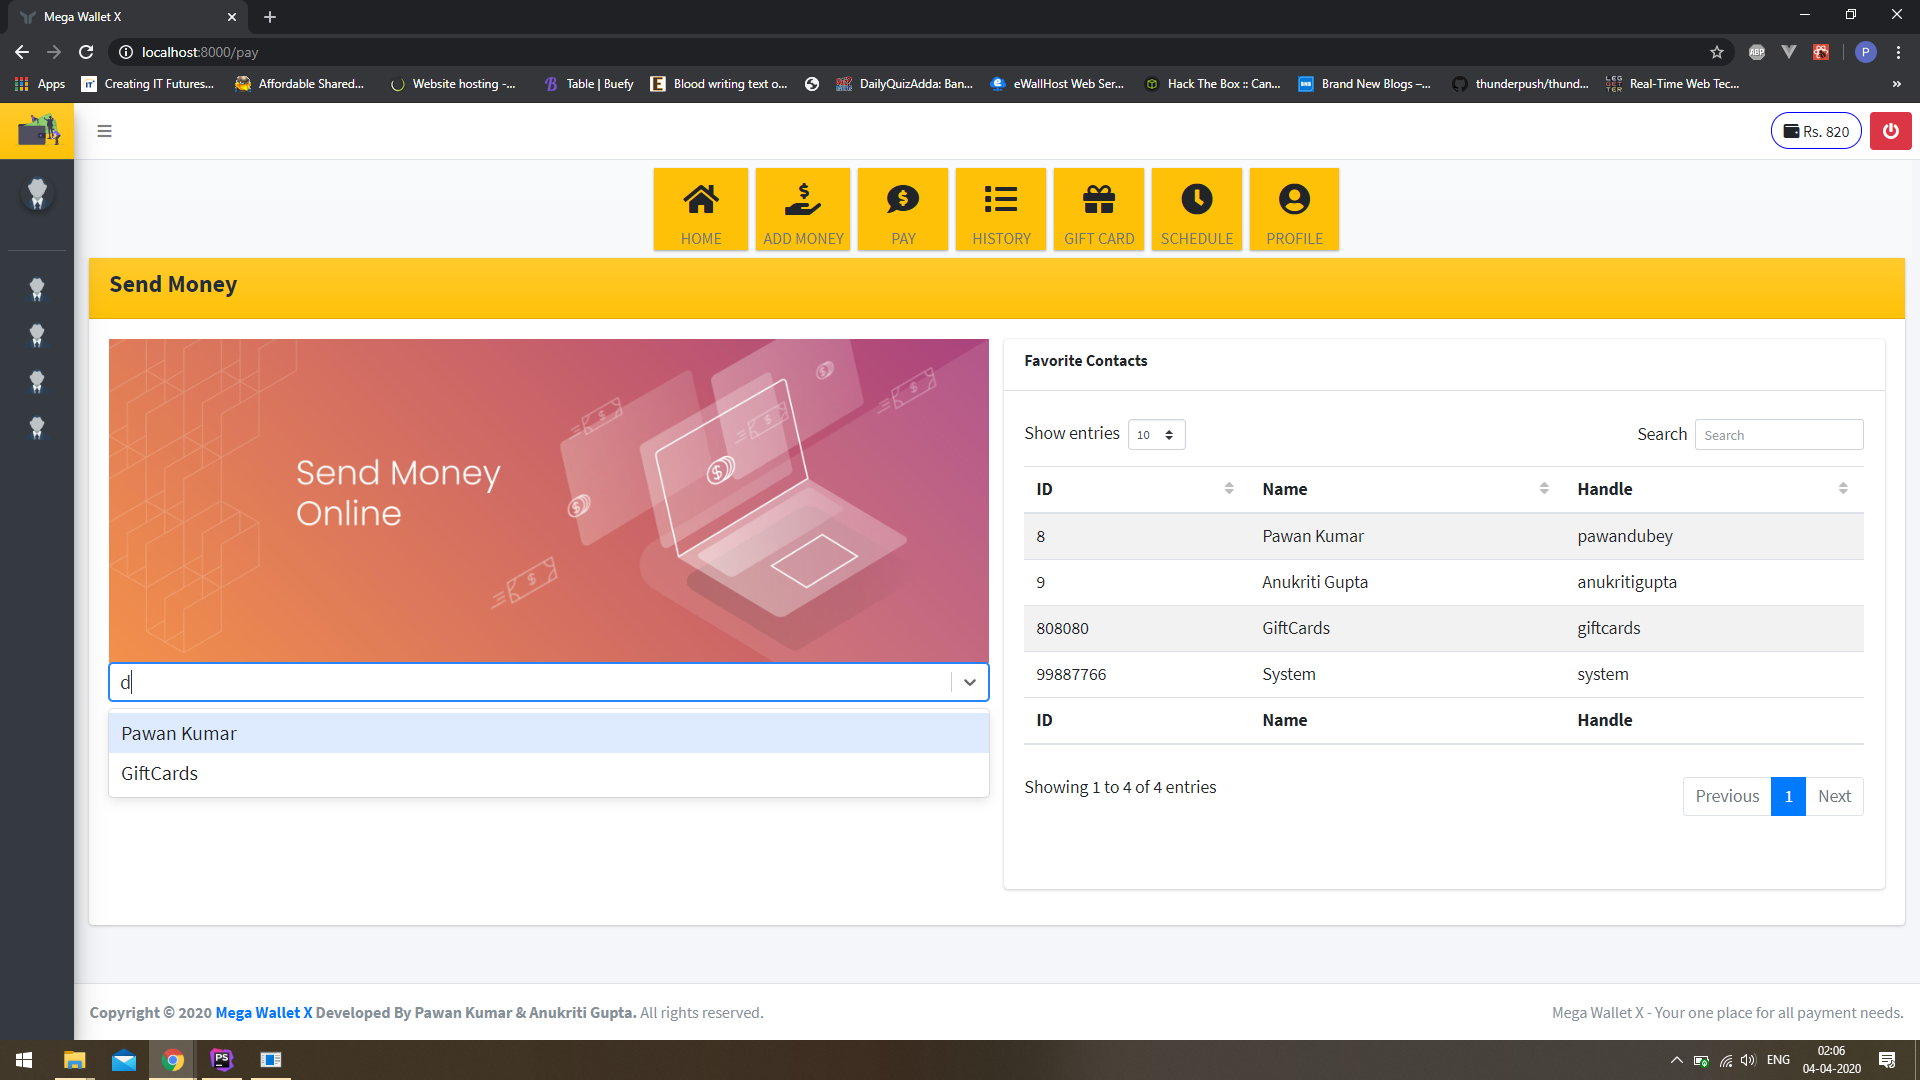 Mega Wallet X
localhost:8000/pay
ABP
P
Apps
Creating IT Futures...
Affordable Shared...
Website hosting -...
Table | Buefy
Blood writing text o...
DailyQuizAdda: Ban...
eWallHost Web Ser...
Hack The Box :: Can...
Brand New Blogs –...
thunderpush/thund...
Real-Time Web Tec...
»
Rs. 820
HOME
ADD MONEY
PAY
HISTORY
GIFT CARD
SCHEDULE
PROFILE
Send Money
Send Money
Online
d
Pawan Kumar
GiftCards
Favorite Contacts
Show entries 10
Search Search
ID Name Handle
8 Pawan Kumar pawandubey
9 Anukriti Gupta anukritigupta
808080 GiftCards giftcards
99887766 System system
ID Name Handle
Showing 1 to 4 of 4 entries
Previous 1 Next
Copyright © 2020 Mega Wallet X Developed By Pawan Kumar & Anukriti Gupta. All rights reserved.
Mega Wallet X - Your one place for all payment needs.
PS
ENG
02:06
04-04-2020